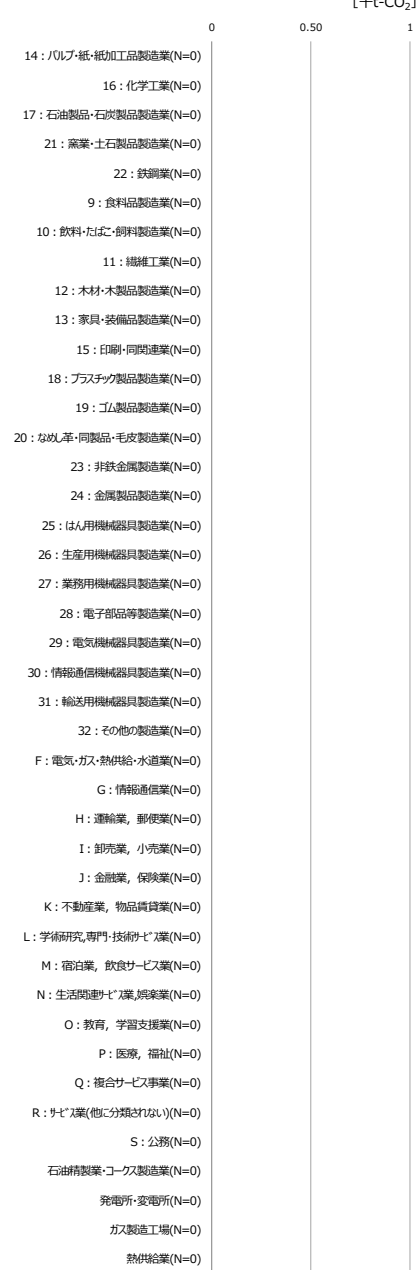 [千t-CO₂]
0 0.50 1
14：パルプ・紙・紙加工品製造業(N=0)
16：化学工業(N=0)
17：石油製品・石炭製品製造業(N=0)
21：窯業・土石製品製造業(N=0)
22：鉄鋼業(N=0)
9：食料品製造業(N=0)
10：飲料・たばこ・飼料製造業(N=0)
11：繊維工業(N=0)
12：木材・木製品製造業(N=0)
13：家具・装備品製造業(N=0)
15：印刷・同関連業(N=0)
18：プラスチック製品製造業(N=0)
19：ゴム製品製造業(N=0)
20：なめし革・同製品・毛皮製造業(N=0)
23：非鉄金属製造業(N=0)
24：金属製品製造業(N=0)
25：はん用機械器具製造業(N=0)
26：生産用機械器具製造業(N=0)
27：業務用機械器具製造業(N=0)
28：電子部品等製造業(N=0)
29：電気機械器具製造業(N=0)
30：情報通信機械器具製造業(N=0)
31：輸送用機械器具製造業(N=0)
32：その他の製造業(N=0)
F：電気・ガス・熱供給・水道業(N=0)
G：情報通信業(N=0)
H：運輸業，郵便業(N=0)
I：卸売業，小売業(N=0)
J：金融業，保険業(N=0)
K：不動産業，物品賃貸業(N=0)
L：学術研究,専門・技術ｻｰﾋﾞｽ業(N=0)
M：宿泊業，飲食サービス業(N=0)
N：生活関連ｻｰﾋﾞｽ業,娯楽業(N=0)
O：教育，学習支援業(N=0)
P：医療，福祉(N=0)
Q：複合サービス事業(N=0)
R：ｻｰﾋﾞｽ業(他に分類されない)(N=0)
S：公務(N=0)
石油精製業・コークス製造業(N=0)
発電所・変電所(N=0)
ガス製造工場(N=0)
熱供給業(N=0)